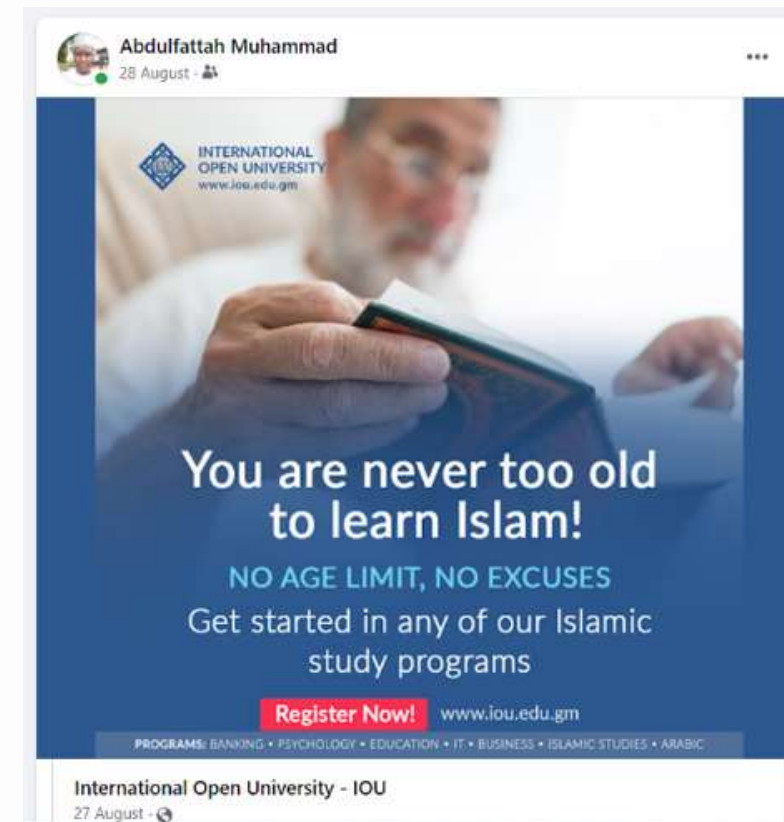 Abdulfattah Muhammad
28 August ·
INTERNATIONAL
OPEN UNIVERSITY
www.iou.edu.gm
You are never too old
to learn Islam!
NO AGE LIMIT, NO EXCUSES
Get started in any of our Islamic
study programs
Register Now! www.iou.edu.gm
PROGRAMS: BANKING • PSYCHOLOGY • EDUCATION • IT • BUSINESS • ISLAMIC STUDIES • ARABIC
International Open University - IOU
27 August ·